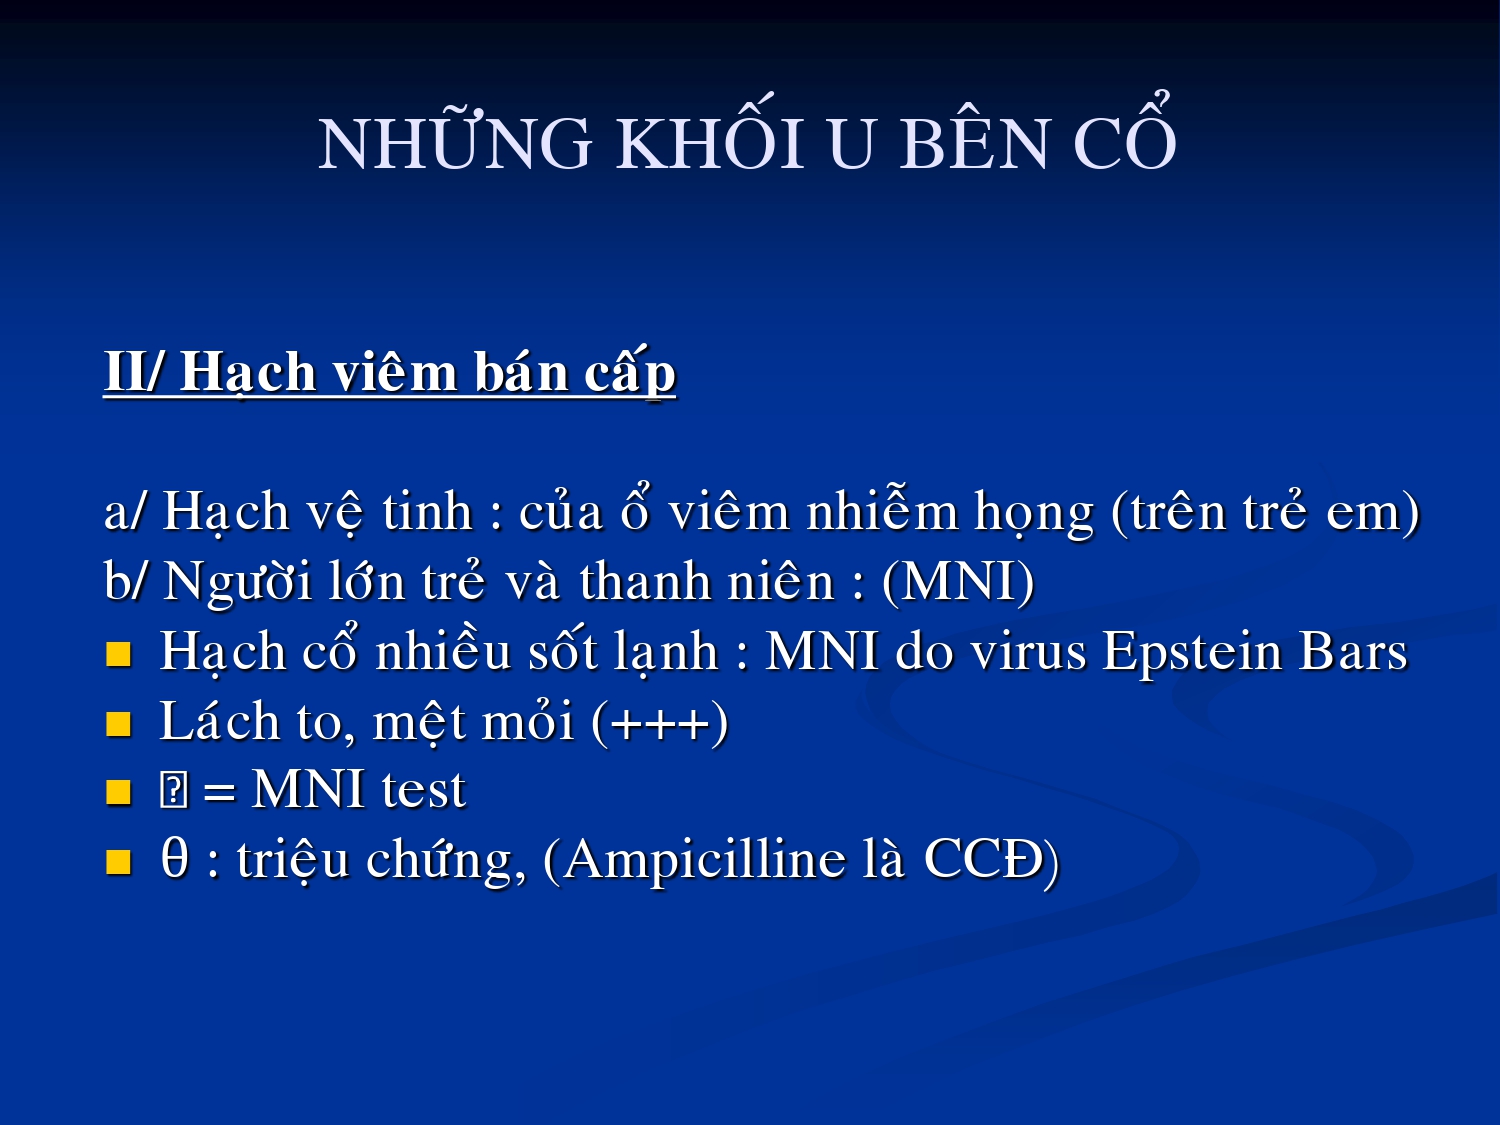 NHỮNG KHỐI U BÊN CỔ
II/ Hạch viêm bán cấp
a/ Hạch vệ tinh : của ổ viêm nhiễm họng (trên trẻ em)
b/ Người lớn trẻ và thanh niên : (MNI)
Hạch cổ nhiều sốt lạnh : MNI do virus Epstein Bars
Lách to, mệt mỏi (+++)
= MNI test
θ : triệu chứng, (Ampicilline là CCĐ)